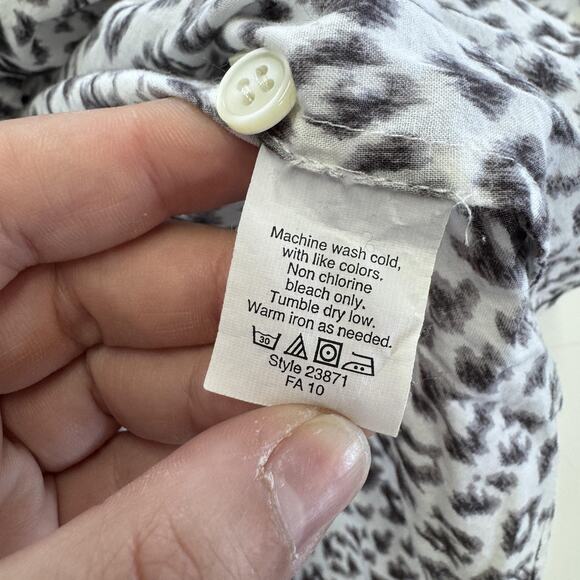 Machine wash cold,
with like colors.
Non chlorine
bleach only.
Tumble dry low.
Warm iron as needed.
30
Style 23871
FA 10